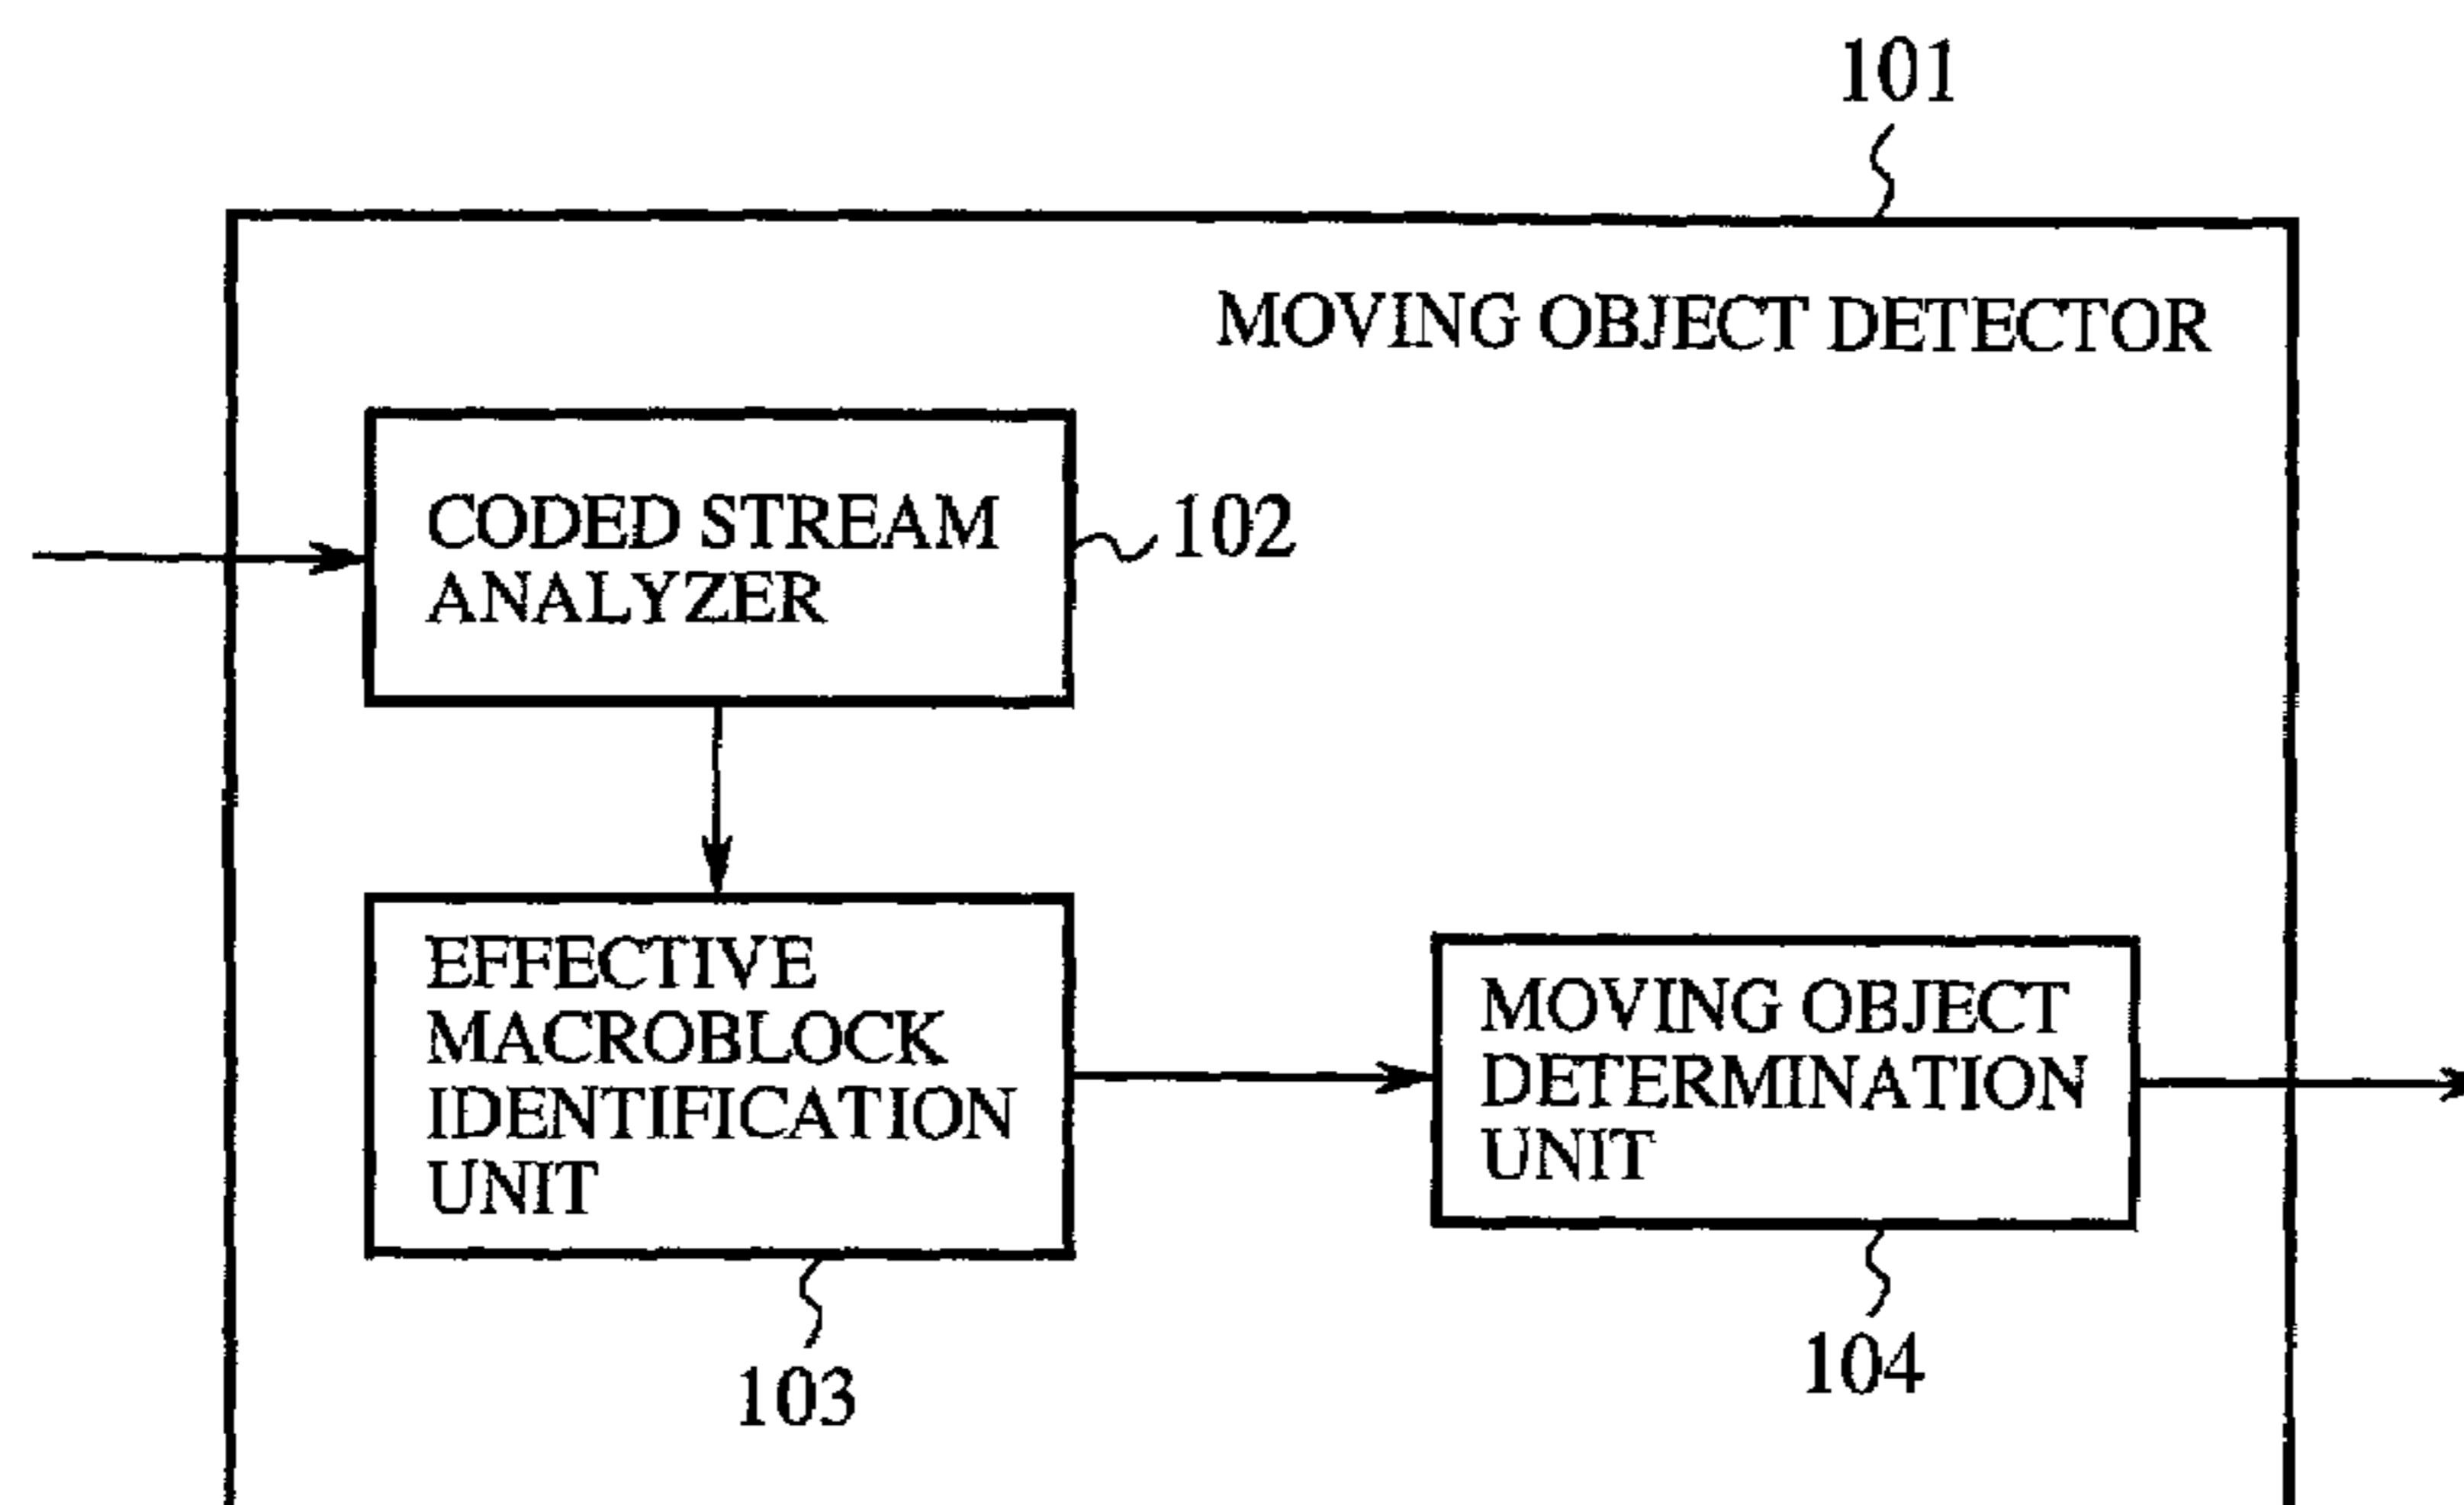 101
MOVING OBJECT DETECTOR
CODED STREAM
ANALYZER
102
EFFECTIVE
MACROBLOCK
IDENTIFICATION
UNIT
103
MOVING OBJECT
DETERMINATION
UNIT
104